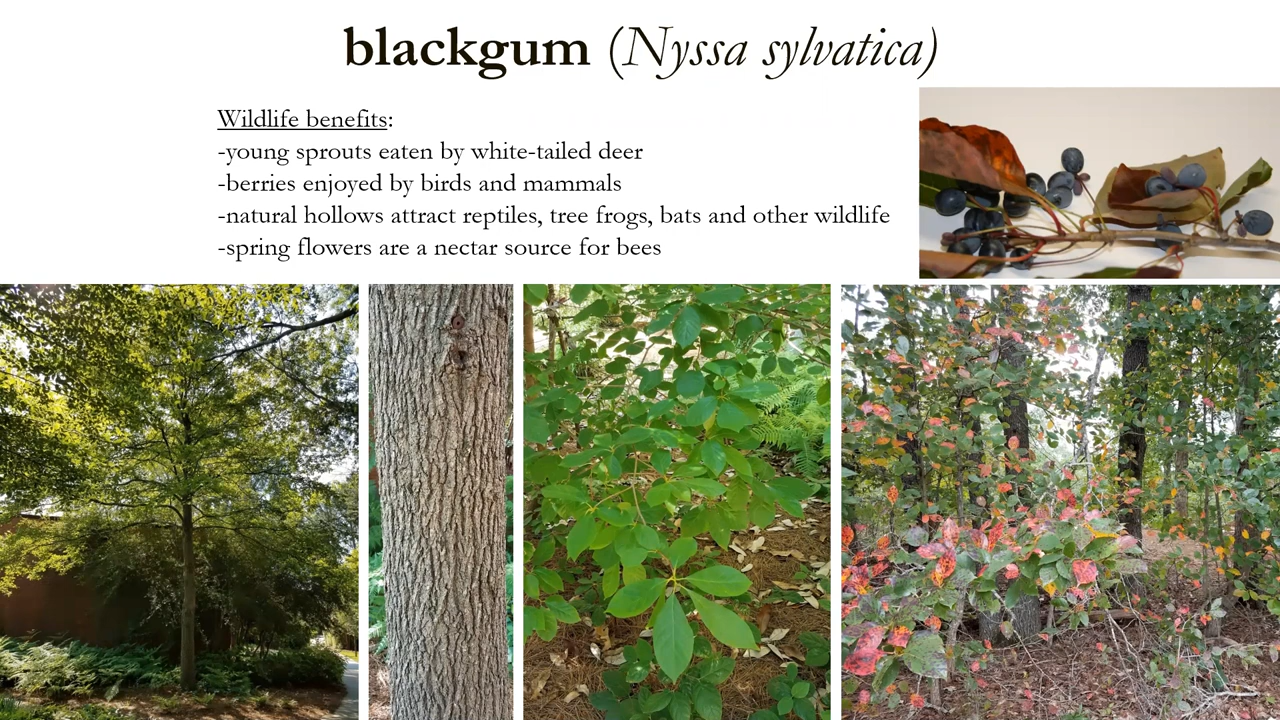 blackgum (Nyssa sylvatica)
Wildlife benefits:
-young sprouts eaten by white-tailed deer
-berries enjoyed by birds and mammals
-natural hollows attract reptiles, tree frogs, bats and other wildlife
-spring flowers are a nectar source for bees